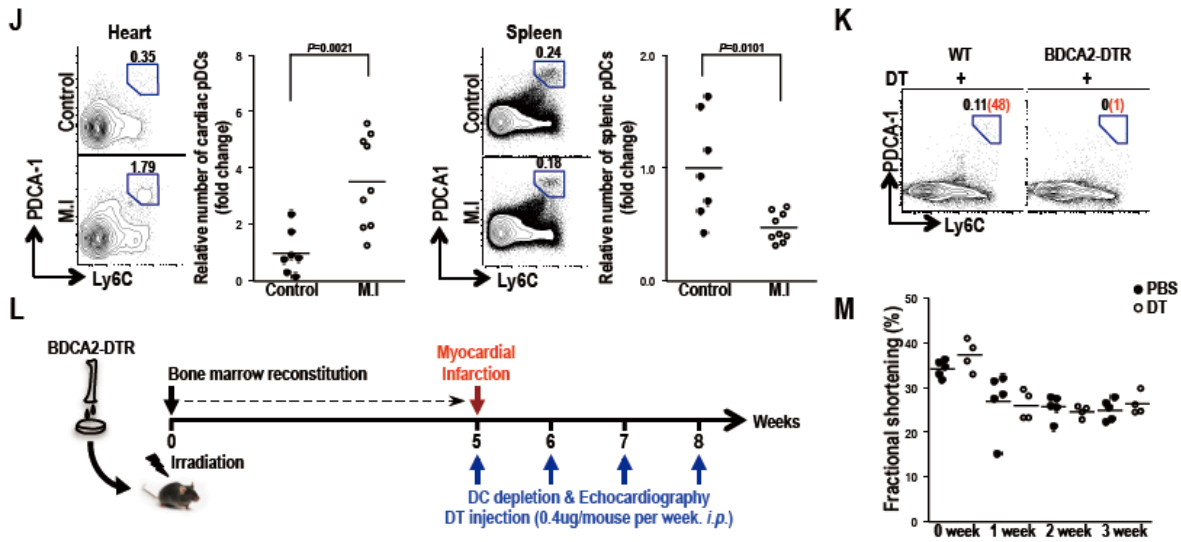 J
Heart
0.35
Control
1.79
M.I
PDCA-1
Ly6C
Relative number of cardiac pDCs
(fold change)
8
6
4
2
0
P=0.0021
Control
M.I
Spleen
0.24
Control
0.18
M.I
PDCA1
Ly6C
Relative number of splenic pDCs
(fold change)
2.0
1.0
0.0
P=0.0101
Control
M.I
K
WT
BDCA2-DTR
DT
+
+
0.11(48)
0(1)
PDCA-1
Ly6C
L
BDCA2-DTR
Bone marrow reconstitution
Myocardial
Infarction
Weeks
0
5
6
7
8
Irradiation
DC depletion & Echocardiography
DT injection (0.4ug/mouse per week. i.p.)
M
PBS
DT
Fractional shortening (%)
50
40
30
20
10
0
0 week
1 week
2 week
3 week